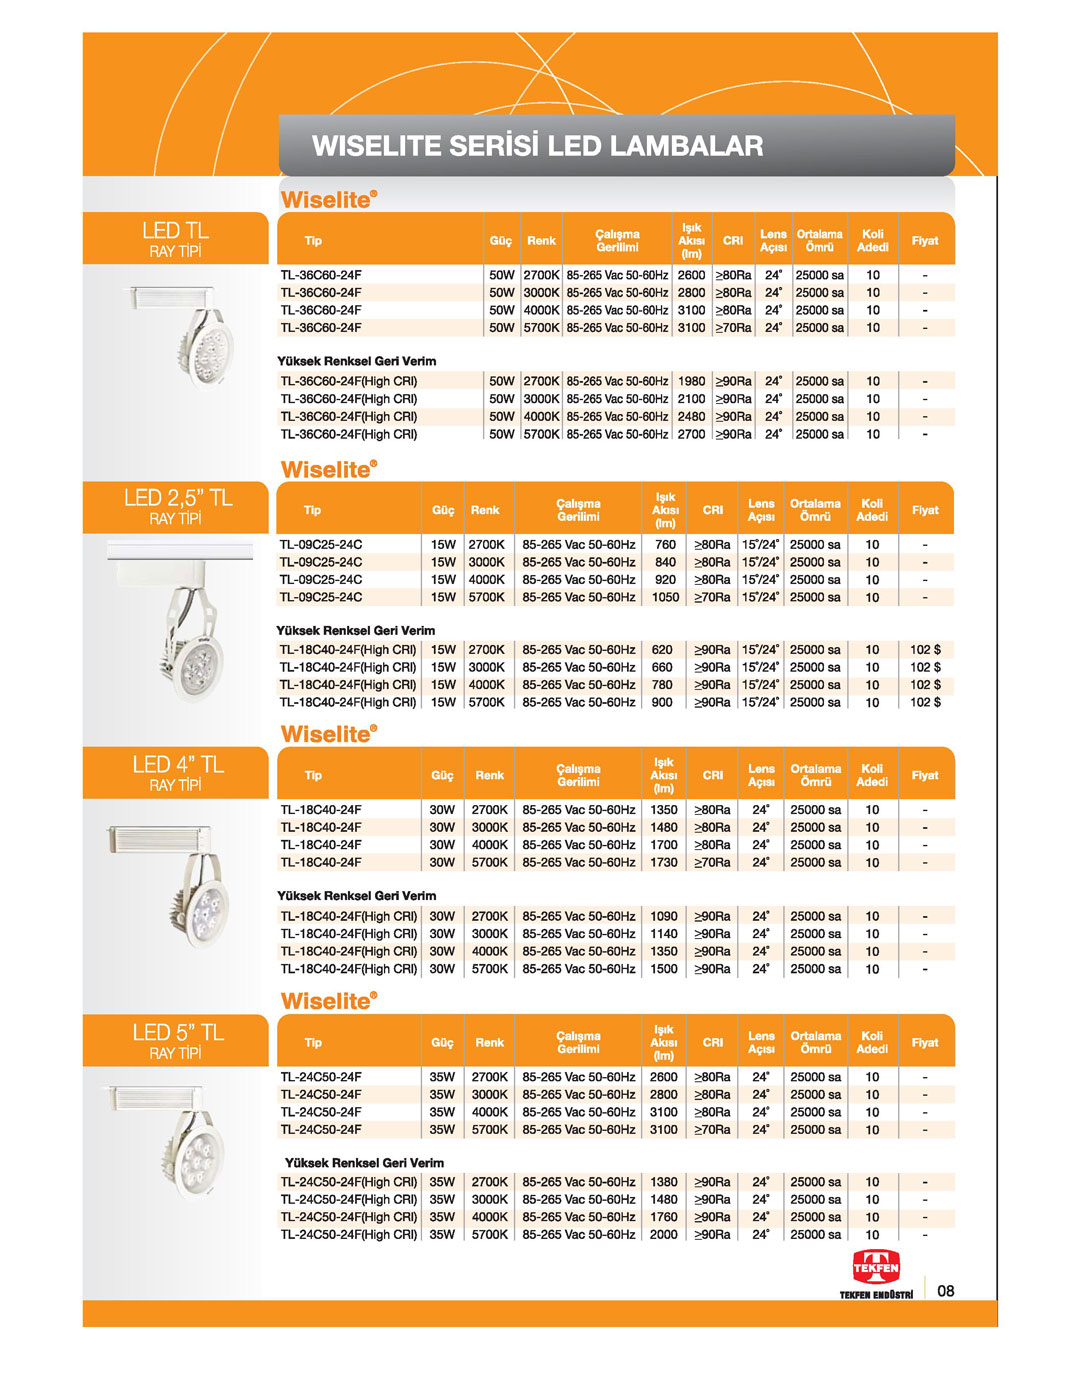 WISELITE SERİSİ LED LAMBALAR
Wiselite®
LED TL
RAY TİPİ
Tip Güç Renk Çalışma Gerilimi Işık Akısı (lm) CRI Lens Açısı Ortalama Ömrü Koli Adedi Fiyat
TL-36C60-24F 50W 2700K 85-265 Vac 50-60Hz 2600 ≥80Ra 24° 25000 sa 10 -
TL-36C60-24F 50W 3000K 85-265 Vac 50-60Hz 2800 ≥80Ra 24° 25000 sa 10 -
TL-36C60-24F 50W 4000K 85-265 Vac 50-60Hz 3100 ≥80Ra 24° 25000 sa 10 -
TL-36C60-24F 50W 5700K 85-265 Vac 50-60Hz 3100 ≥70Ra 24° 25000 sa 10 -
Yüksek Renksel Geri Verim
TL-36C60-24F(High CRI) 50W 2700K 85-265 Vac 50-60Hz 1980 ≥90Ra 24° 25000 sa 10 -
TL-36C60-24F(High CRI) 50W 3000K 85-265 Vac 50-60Hz 2100 ≥90Ra 24° 25000 sa 10 -
TL-36C60-24F(High CRI) 50W 4000K 85-265 Vac 50-60Hz 2480 ≥90Ra 24° 25000 sa 10 -
TL-36C60-24F(High CRI) 50W 5700K 85-265 Vac 50-60Hz 2700 ≥90Ra 24° 25000 sa 10 -
Wiselite®
LED 2,5” TL
RAY TİPİ
Tip Güç Renk Çalışma Gerilimi Işık Akısı (lm) CRI Lens Açısı Ortalama Ömrü Koli Adedi Fiyat
TL-09C25-24C 15W 2700K 85-265 Vac 50-60Hz 760 ≥80Ra 15°/24° 25000 sa 10 -
TL-09C25-24C 15W 3000K 85-265 Vac 50-60Hz 840 ≥80Ra 15°/24° 25000 sa 10 -
TL-09C25-24C 15W 4000K 85-265 Vac 50-60Hz 920 ≥80Ra 15°/24° 25000 sa 10 -
TL-09C25-24C 15W 5700K 85-265 Vac 50-60Hz 1050 ≥70Ra 15°/24° 25000 sa 10 -
Yüksek Renksel Geri Verim
TL-18C40-24F(High CRI) 15W 2700K 85-265 Vac 50-60Hz 620 ≥90Ra 15°/24° 25000 sa 10 102 $
TL-18C40-24F(High CRI) 15W 3000K 85-265 Vac 50-60Hz 660 ≥90Ra 15°/24° 25000 sa 10 102 $
TL-18C40-24F(High CRI) 15W 4000K 85-265 Vac 50-60Hz 780 ≥90Ra 15°/24° 25000 sa 10 102 $
TL-18C40-24F(High CRI) 15W 5700K 85-265 Vac 50-60Hz 900 ≥90Ra 15°/24° 25000 sa 10 102 $
Wiselite®
LED 4” TL
RAY TİPİ
Tip Güç Renk Çalışma Gerilimi Işık Akısı (lm) CRI Lens Açısı Ortalama Ömrü Koli Adedi Fiyat
TL-18C40-24F 30W 2700K 85-265 Vac 50-60Hz 1350 ≥80Ra 24° 25000 sa 10 -
TL-18C40-24F 30W 3000K 85-265 Vac 50-60Hz 1480 ≥80Ra 24° 25000 sa 10 -
TL-18C40-24F 30W 4000K 85-265 Vac 50-60Hz 1700 ≥80Ra 24° 25000 sa 10 -
TL-18C40-24F 30W 5700K 85-265 Vac 50-60Hz 1730 ≥70Ra 24° 25000 sa 10 -
Yüksek Renksel Geri Verim
TL-18C40-24F(High CRI) 30W 2700K 85-265 Vac 50-60Hz 1090 ≥90Ra 24° 25000 sa 10 -
TL-18C40-24F(High CRI) 30W 3000K 85-265 Vac 50-60Hz 1140 ≥90Ra 24° 25000 sa 10 -
TL-18C40-24F(High CRI) 30W 4000K 85-265 Vac 50-60Hz 1350 ≥90Ra 24° 25000 sa 10 -
TL-18C40-24F(High CRI) 30W 5700K 85-265 Vac 50-60Hz 1500 ≥90Ra 24° 25000 sa 10 -
Wiselite®
LED 5” TL
RAY TİPİ
Tip Güç Renk Çalışma Gerilimi Işık Akısı (lm) CRI Lens Açısı Ortalama Ömrü Koli Adedi Fiyat
TL-24C50-24F 35W 2700K 85-265 Vac 50-60Hz 2600 ≥80Ra 24° 25000 sa 10 -
TL-24C50-24F 35W 3000K 85-265 Vac 50-60Hz 2800 ≥80Ra 24° 25000 sa 10 -
TL-24C50-24F 35W 4000K 85-265 Vac 50-60Hz 3100 ≥80Ra 24° 25000 sa 10 -
TL-24C50-24F 35W 5700K 85-265 Vac 50-60Hz 3100 ≥70Ra 24° 25000 sa 10 -
Yüksek Renksel Geri Verim
TL-24C50-24F(High CRI) 35W 2700K 85-265 Vac 50-60Hz 1380 ≥90Ra 24° 25000 sa 10 -
TL-24C50-24F(High CRI) 35W 3000K 85-265 Vac 50-60Hz 1480 ≥90Ra 24° 25000 sa 10 -
TL-24C50-24F(High CRI) 35W 4000K 85-265 Vac 50-60Hz 1760 ≥90Ra 24° 25000 sa 10 -
TL-24C50-24F(High CRI) 35W 5700K 85-265 Vac 50-60Hz 2000 ≥90Ra 24° 25000 sa 10 -
TEKFEN
TEKFEN ENDÜSTRİ
08